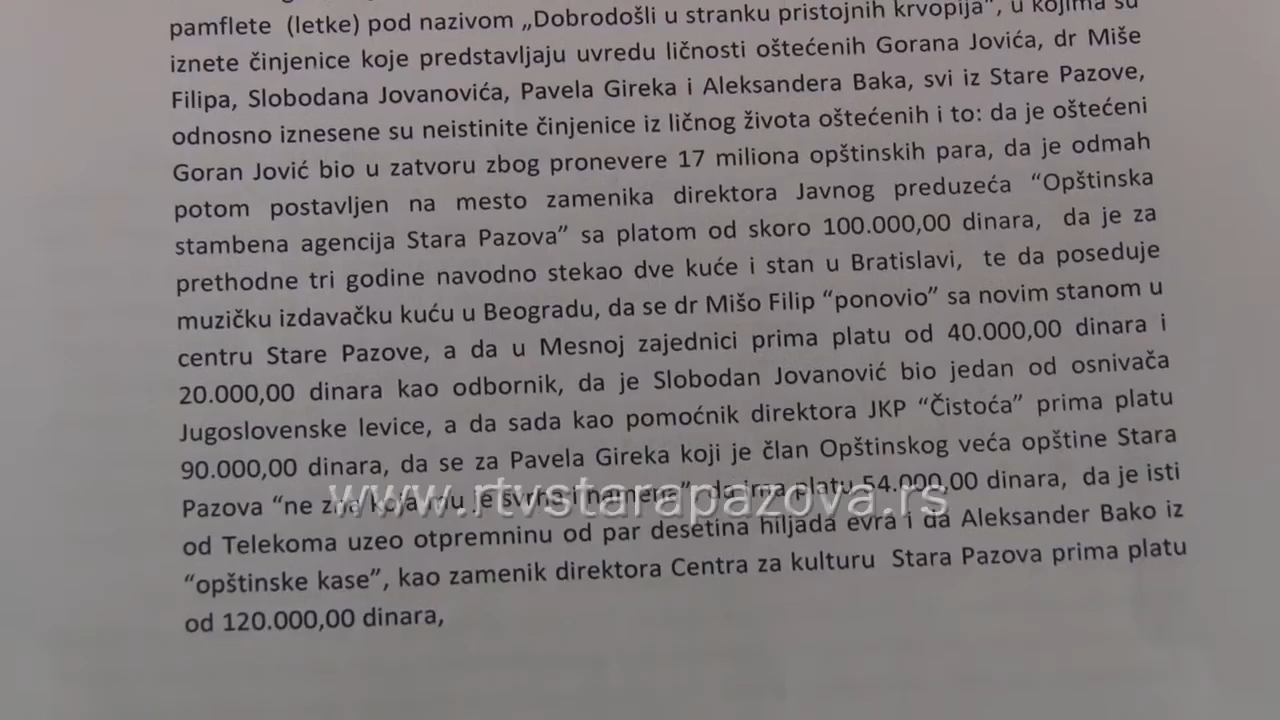 pamflete (letke) pod nazivom „Dobrodošli u stranku pristojnih krvopija”, u kojima su
iznete činjenice koje predstavljaju uvredu ličnosti oštećenih Gorana Jovića, dr Miše
Filipa, Slobodana Jovanovića, Pavela Gireka i Aleksandera Baka, svi iz Stare Pazove,
odnosno iznesene su neistinite činjenice iz ličnog života oštećenih i to: da je oštećeni
Goran Jović bio u zatvoru zbog pronevere 17 miliona opštinskih para, da je odmah
potom postavljen na mesto zamenika direktora Javnog preduzeća “Opštinska
stambena agencija Stara Pazova” sa platom od skoro 100.000,00 dinara, da je za
prethodne tri godine navodno stekao dve kuće i stan u Bratislavi, te da poseduje
muzičku izdavačku kuću u Beogradu, da se dr Mišo Filip “ponovio” sa novim stanom u
centru Stare Pazove, a da u Mesnoj zajednici prima platu od 40.000,00 dinara i
20.000,00 dinara kao odbornik, da je Slobodan Jovanović bio jedan od osnivača
Jugoslovenske levice, a da sada kao pomoćnik direktora JKP “Čistoća” prima platu
90.000,00 dinara, da se za Pavela Gireka koji je član Opštinskog veća opštine Stara
Pazova “ne zna koja mu je svrha i namena”, da ima platu 54.000,00 dinara, da je isti
www.rtvstarapazova.rs
od Telekoma uzeo otpremninu od par desetina hiljada evra i da Aleksander Bako iz
“opštinske kase”, kao zamenik direktora Centra za kulturu Stara Pazova prima platu
od 120.000,00 dinara,